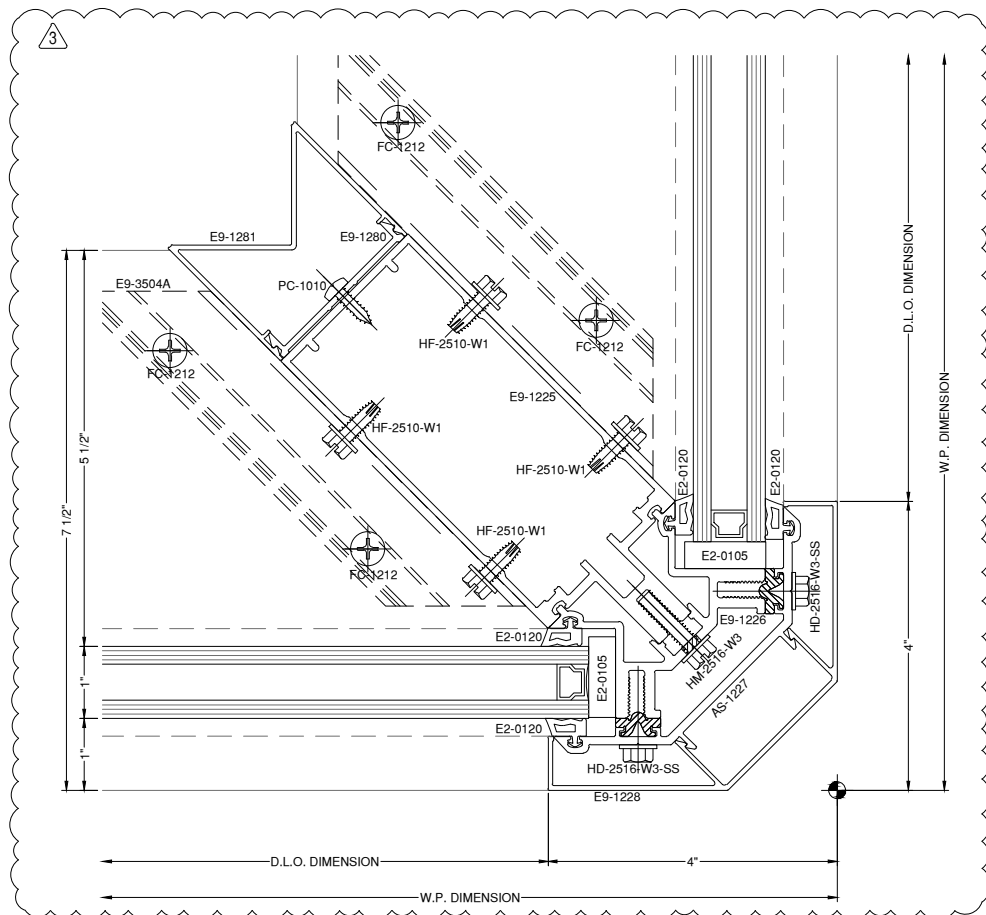 3
FC-1212
E9-1281
E9-1280
D.L.O. DIMENSION
W.P. DIMENSION
E9-3504A
PC-1010
HF-2510-W1
FC-1212
FC-1212
E9-1225
HF-2510-W1
5 1/2"
7 1/2"
HF-2510-W1
E2-0120
E2-0120
HF-2510-W1
E2-0105
FC-1212
HD-2516-W3-SS
E9-1226
4"
E2-0120
E2-0105
HM-2516-W3
AS-1227
1"
E2-0120
1"
HD-2516-W3-SS
E9-1228
D.L.O. DIMENSION
4"
W.P. DIMENSION